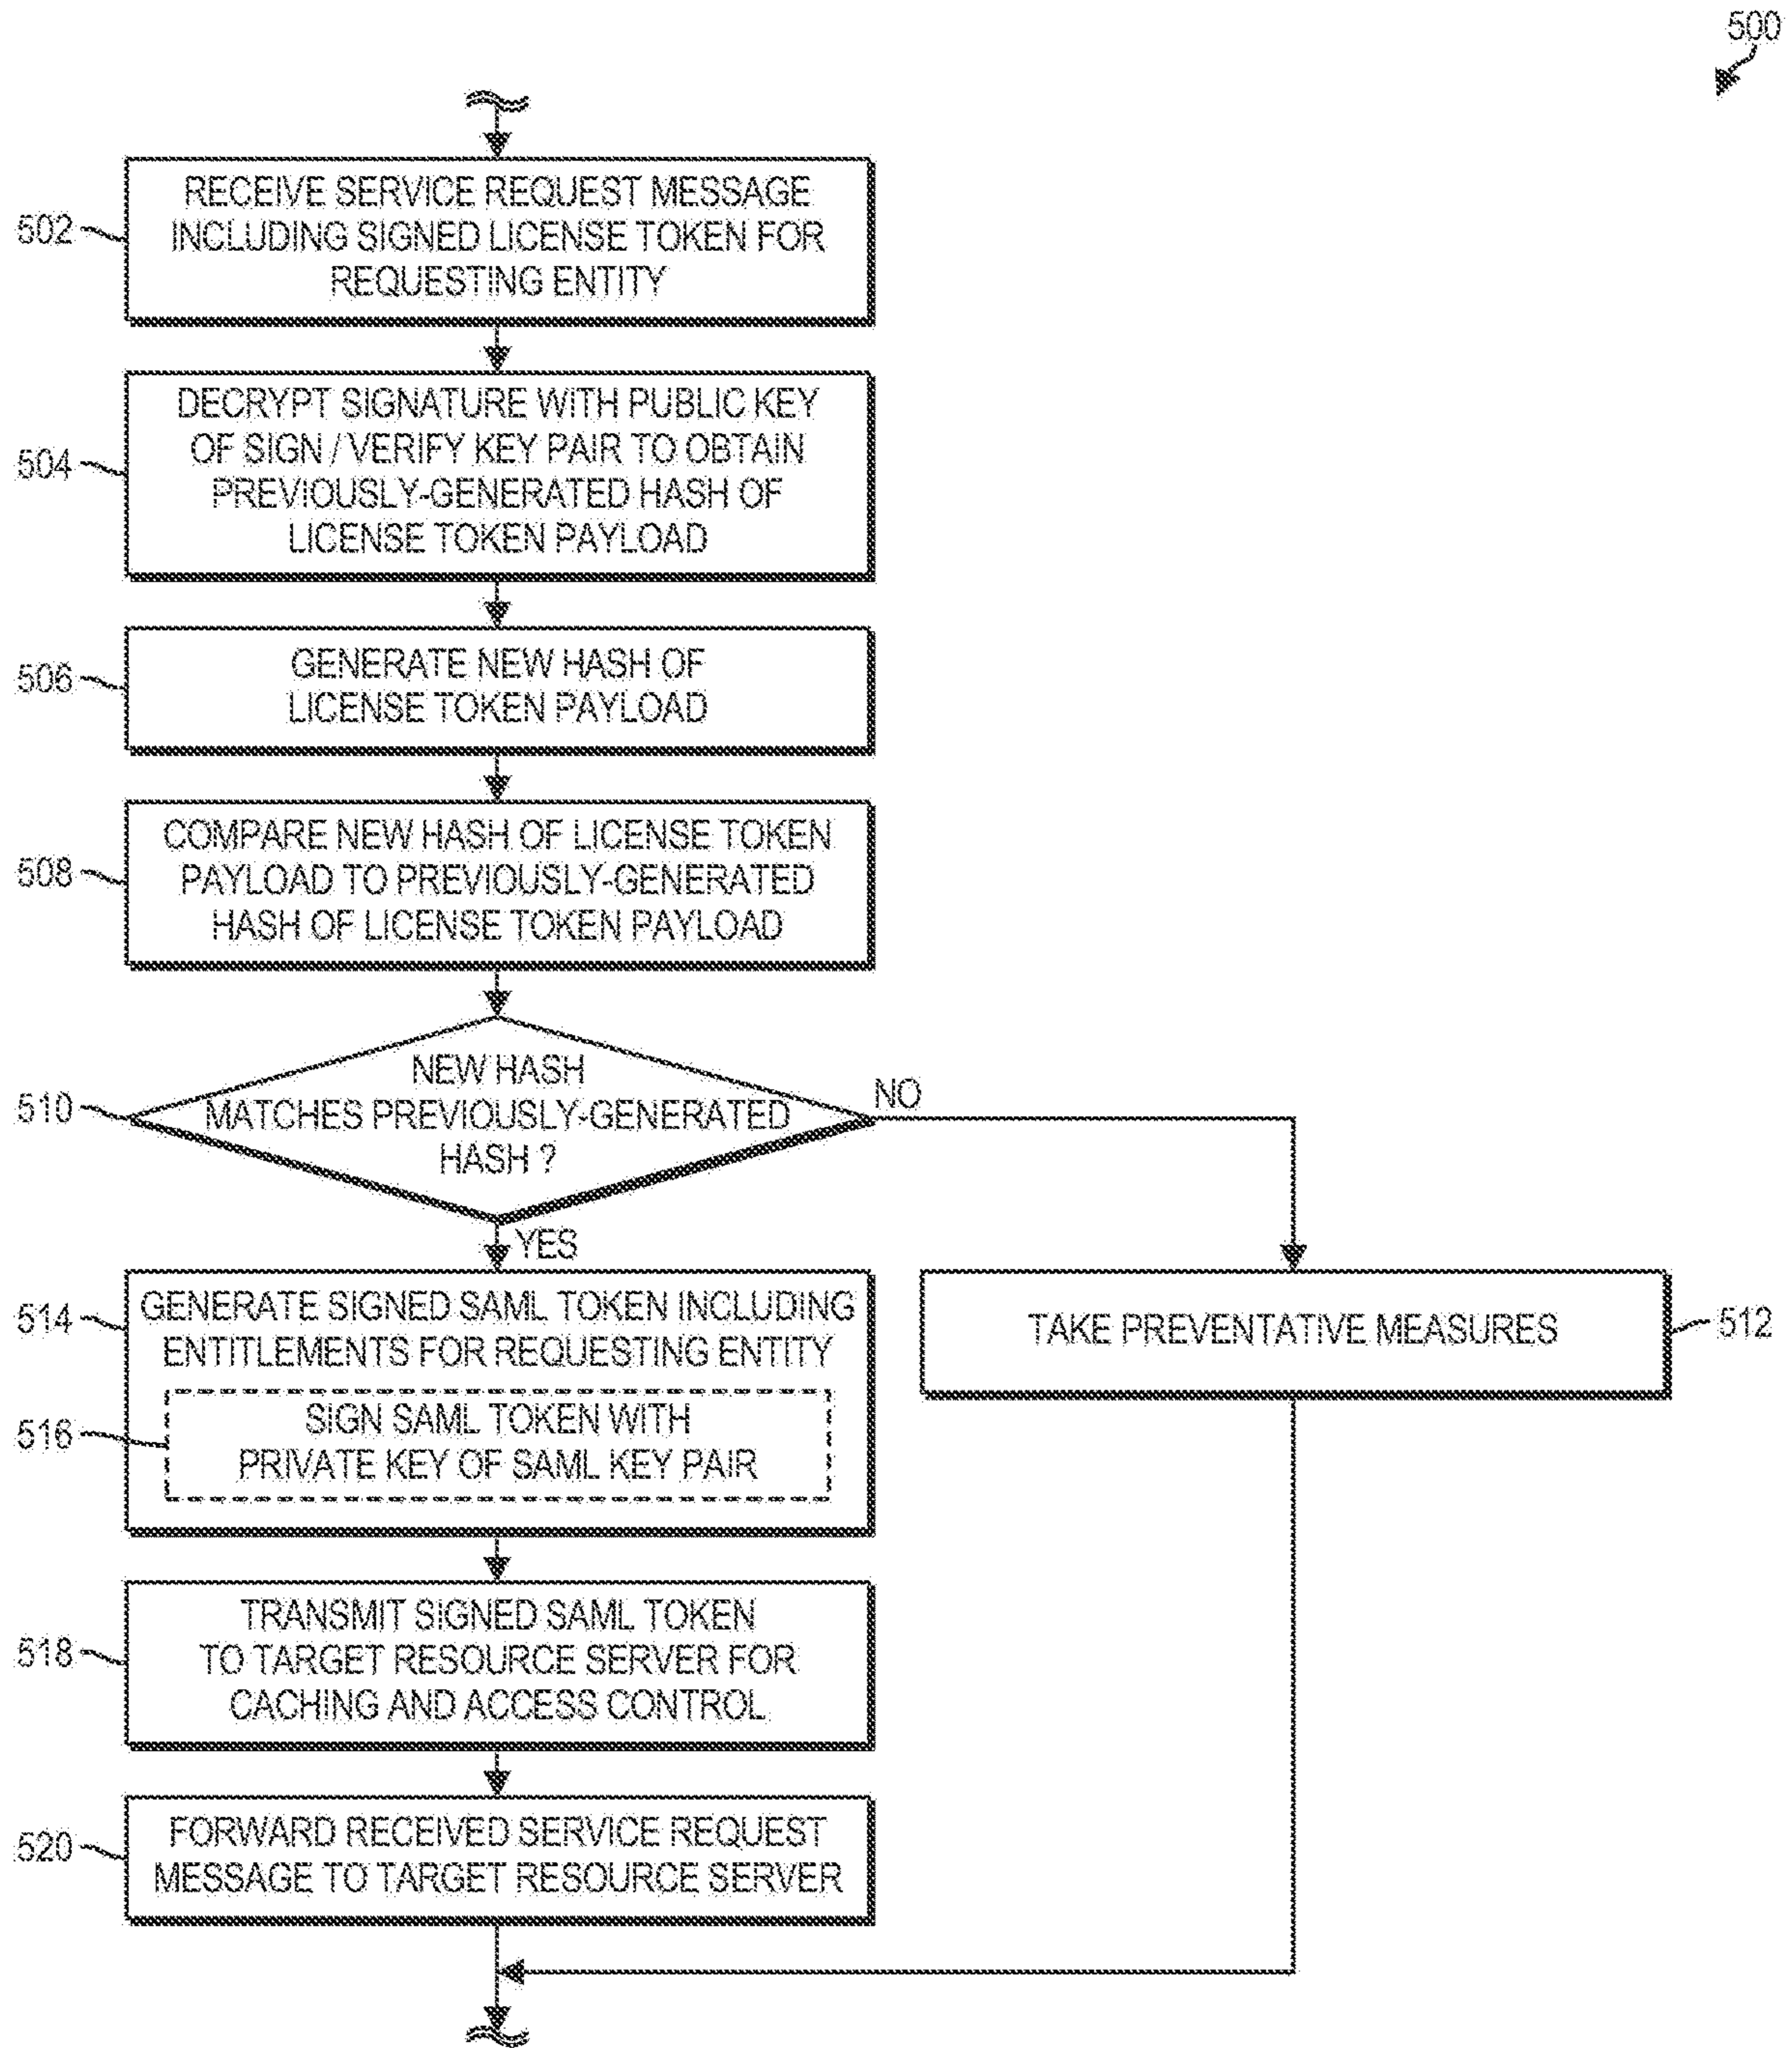 500
502
RECEIVE SERVICE REQUEST MESSAGE
INCLUDING SIGNED LICENSE TOKEN FOR
REQUESTING ENTITY
504
DECRYPT SIGNATURE WITH PUBLIC KEY
OF SIGN / VERIFY KEY PAIR TO OBTAIN
PREVIOUSLY-GENERATED HASH OF
LICENSE TOKEN PAYLOAD
506
GENERATE NEW HASH OF
LICENSE TOKEN PAYLOAD
508
COMPARE NEW HASH OF LICENSE TOKEN
PAYLOAD TO PREVIOUSLY-GENERATED
HASH OF LICENSE TOKEN PAYLOAD
510
NEW HASH
MATCHES PREVIOUSLY-GENERATED
HASH ?
NO
YES
514
GENERATE SIGNED SAML TOKEN INCLUDING
ENTITLEMENTS FOR REQUESTING ENTITY
516
SIGN SAML TOKEN WITH
PRIVATE KEY OF SAML KEY PAIR
TAKE PREVENTATIVE MEASURES
512
518
TRANSMIT SIGNED SAML TOKEN
TO TARGET RESOURCE SERVER FOR
CACHING AND ACCESS CONTROL
520
FORWARD RECEIVED SERVICE REQUEST
MESSAGE TO TARGET RESOURCE SERVER